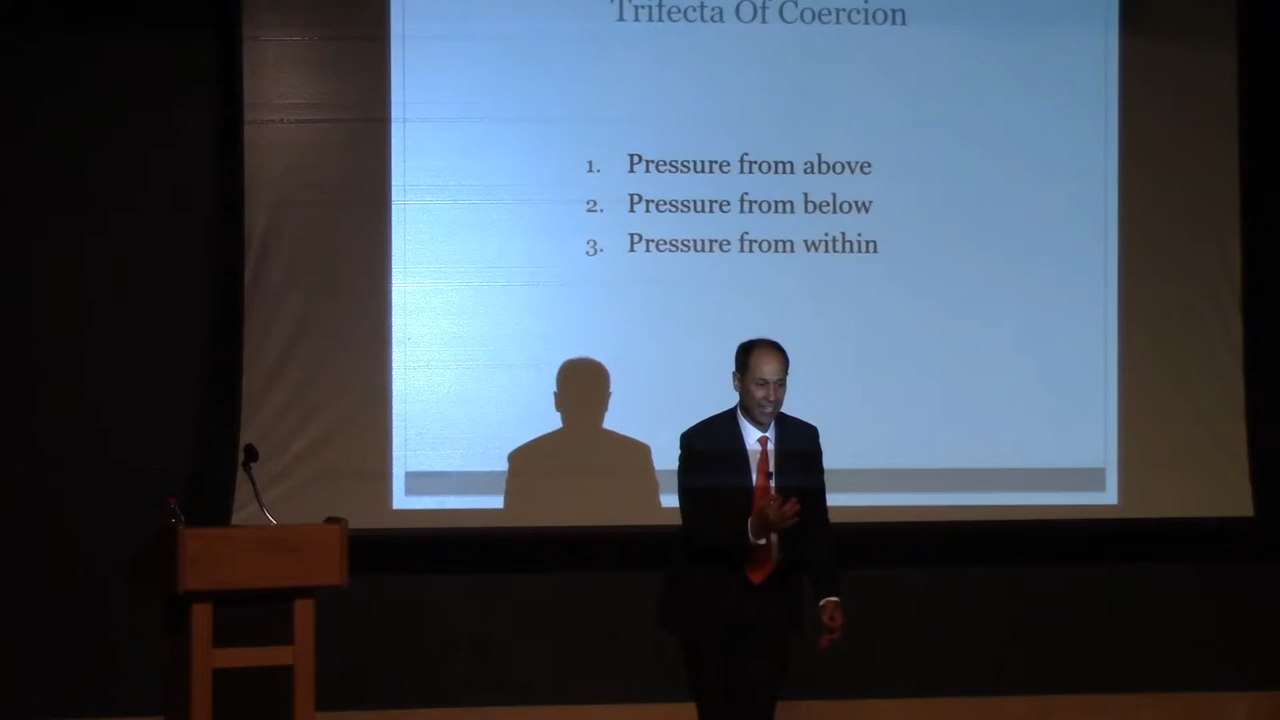 Trifecta Of Coercion
1. Pressure from above
2. Pressure from below
3. Pressure from within